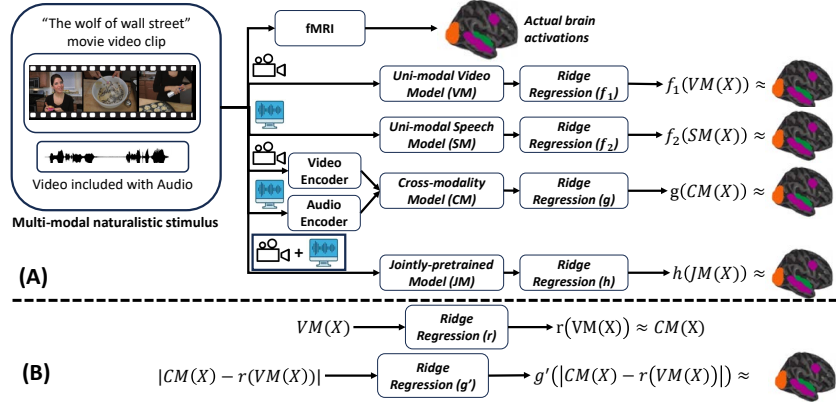 "The wolf of wall street"
movie video clip
Video included with Audio
Multi-modal naturalistic stimulus
(A)
fMRI
Actual brain
activations
Uni-modal Video
Model (VM)
Ridge
Regression (f₁)
f₁(VM(X)) ≈
Uni-modal Speech
Model (SM)
Ridge
Regression (f₂)
f₂(SM(X)) ≈
Video
Encoder
Audio
Encoder
Cross-modality
Model (CM)
Ridge
Regression (g)
g(CM(X)) ≈
+
Jointly-pretrained
Model (JM)
Ridge
Regression (h)
h(JM(X)) ≈
(B)
VM(X)
Ridge
Regression (r)
r(VM(X)) ≈ CM(X)
|CM(X) − r(VM(X))|
Ridge
Regression (g')
g′(|CM(X) − r(VM(X))|) ≈